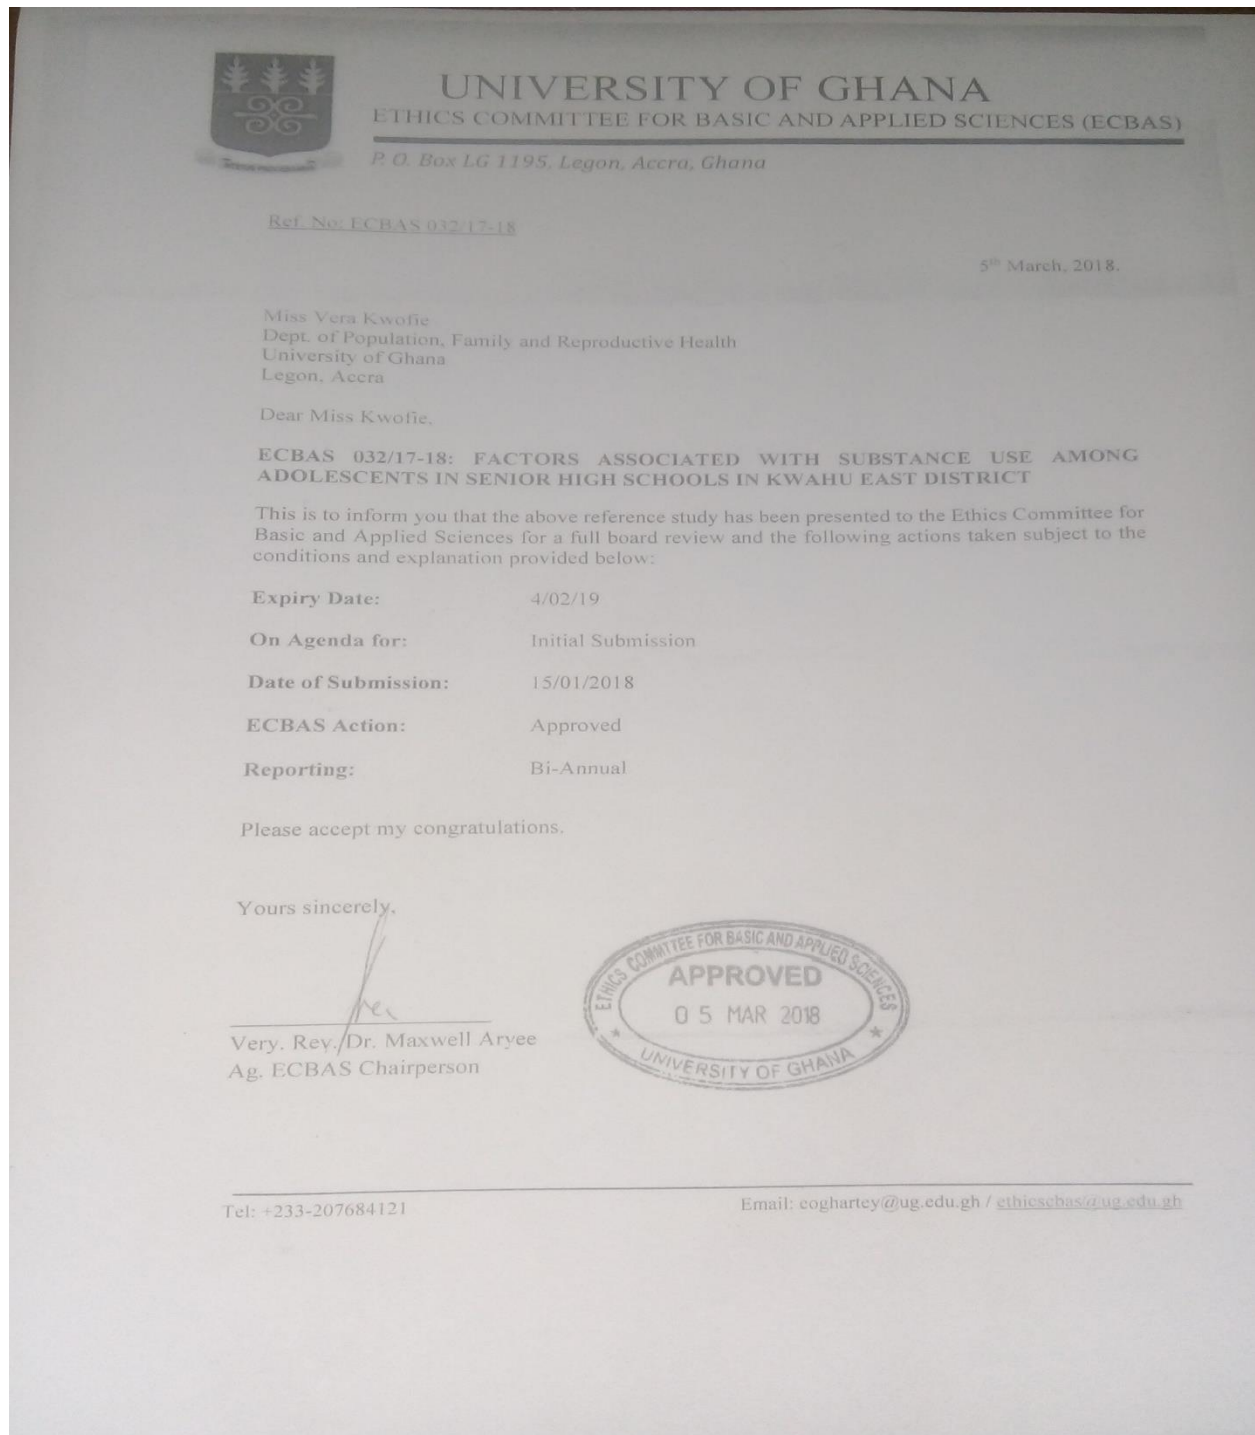 UNIVERSITY OF GHANA
ETHICS COMMITTEE FOR BASIC AND APPLIED SCIENCES (ECBAS)
P. O. Box LG 1195, Legon, Accra, Ghana
Ref. No: ECBAS 032/17-18
5th March, 2018.
Miss Vera Kwofie
Dept. of Population, Family and Reproductive Health
University of Ghana
Legon, Accra
Dear Miss Kwofie,
ECBAS 032/17-18: FACTORS ASSOCIATED WITH SUBSTANCE USE AMONG
ADOLESCENTS IN SENIOR HIGH SCHOOLS IN KWAHU EAST DISTRICT
This is to inform you that the above reference study has been presented to the Ethics Committee for
Basic and Applied Sciences for a full board review and the following actions taken subject to the
conditions and explanation provided below:
Expiry Date: 4/02/19
On Agenda for: Initial Submission
Date of Submission: 15/01/2018
ECBAS Action: Approved
Reporting: Bi-Annual
Please accept my congratulations.
Yours sincerely,
Very. Rev. Dr. Maxwell Aryee
Ag. ECBAS Chairperson
ETHICS COMMITTEE FOR BASIC AND APPLIED SCIENCES
APPROVED
05 MAR 2018
UNIVERSITY OF GHANA
Tel: +233-207684121 Email: coghartey@ug.edu.gh / ethicscbas@ug.edu.gh